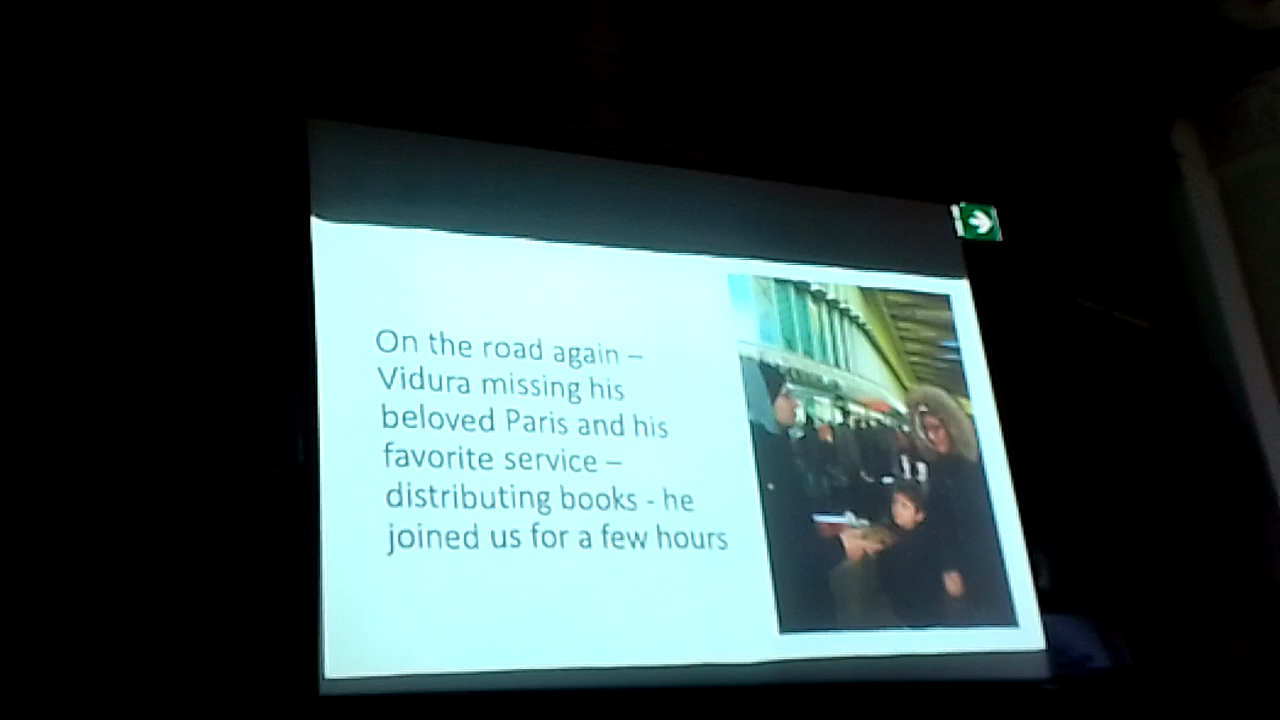 On the road again –
Vidura missing his
beloved Paris and his
favorite service –
distributing books - he
joined us for a few hours